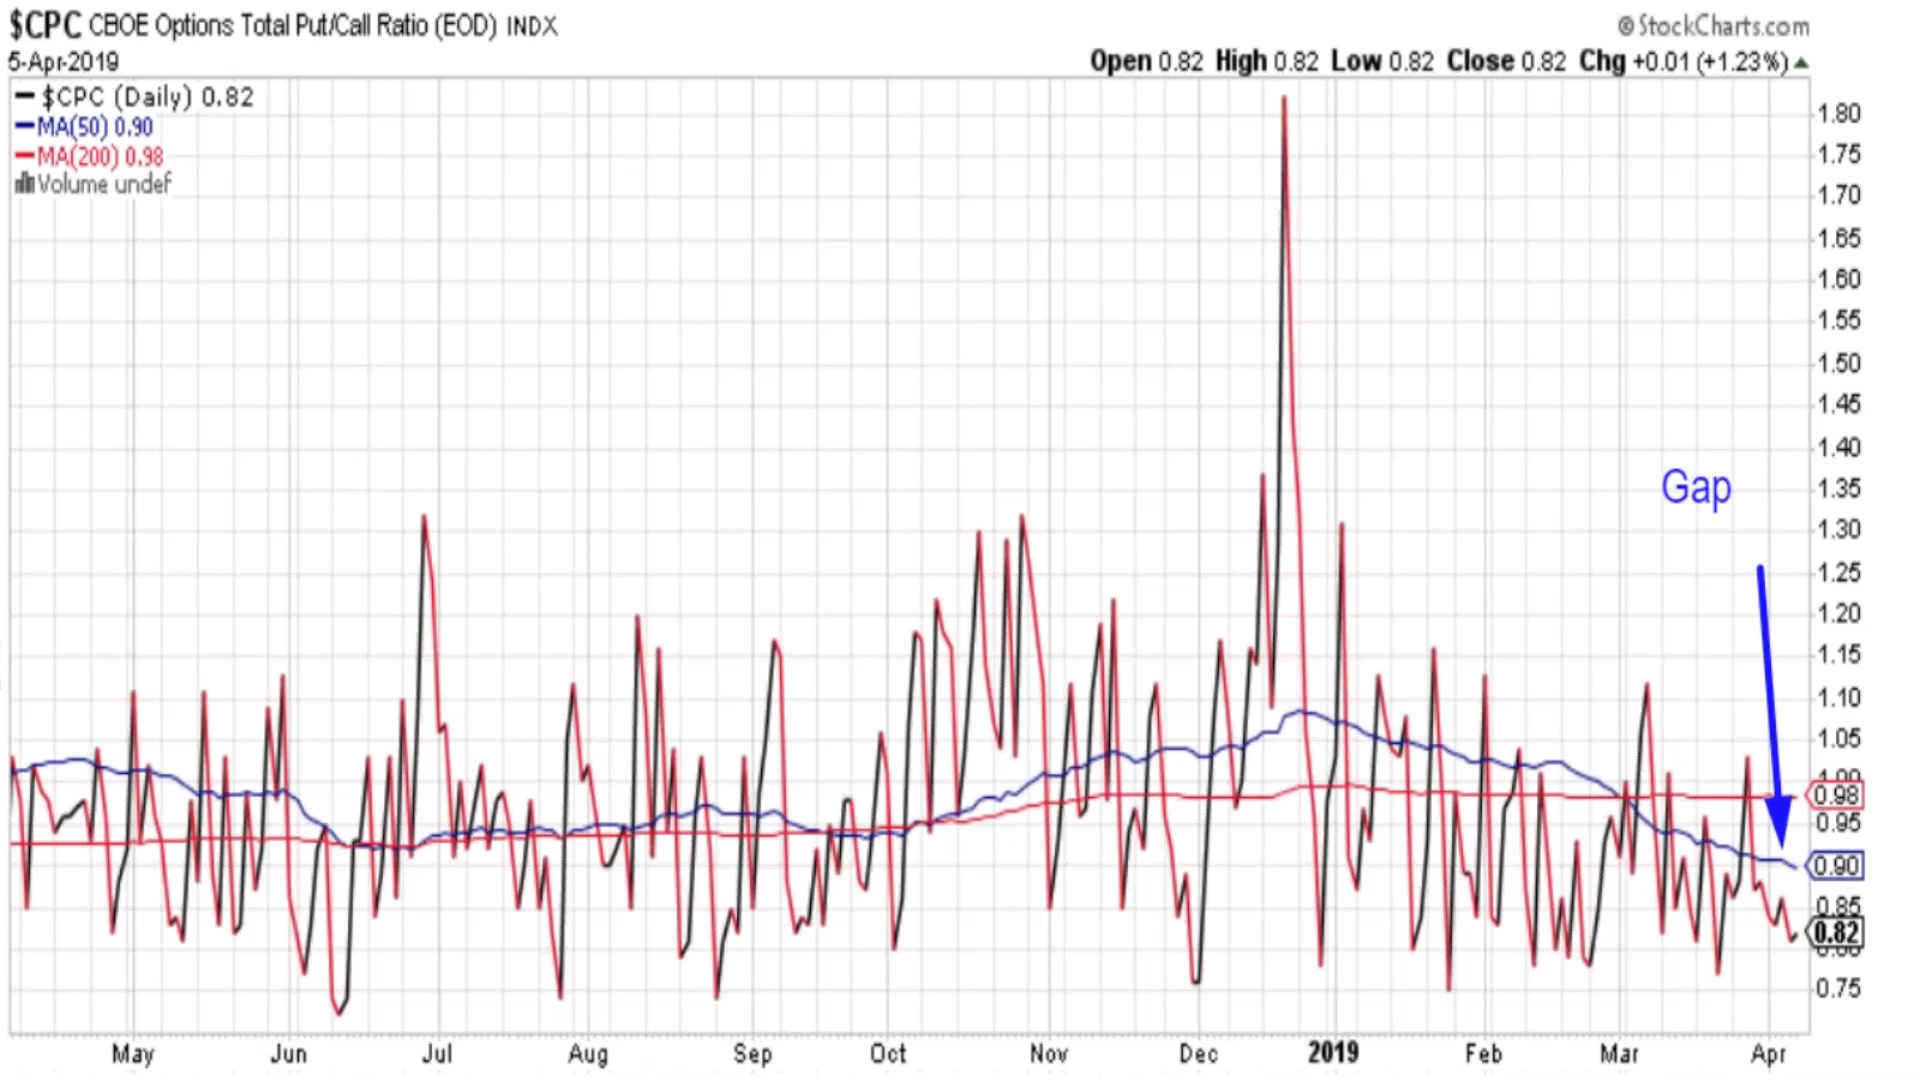 $CPC CBOE Options Total Put/Call Ratio (EOD) INDX
© StockCharts.com
5-Apr-2019
Open 0.82 High 0.82 Low 0.82 Close 0.82 Chg +0.01 (+1.23%)
$CPC (Daily) 0.82
MA(50) 0.90
MA(200) 0.98
Volume undef
1.80
1.75
1.70
1.65
1.60
1.55
1.50
1.45
1.40
1.35
Gap
1.30
1.25
1.20
1.15
1.10
1.05
1.00
0.98
0.95
0.90
0.85
0.82
0.80
0.75
May Jun Jul Aug Sep Oct Nov Dec 2019 Feb Mar Apr